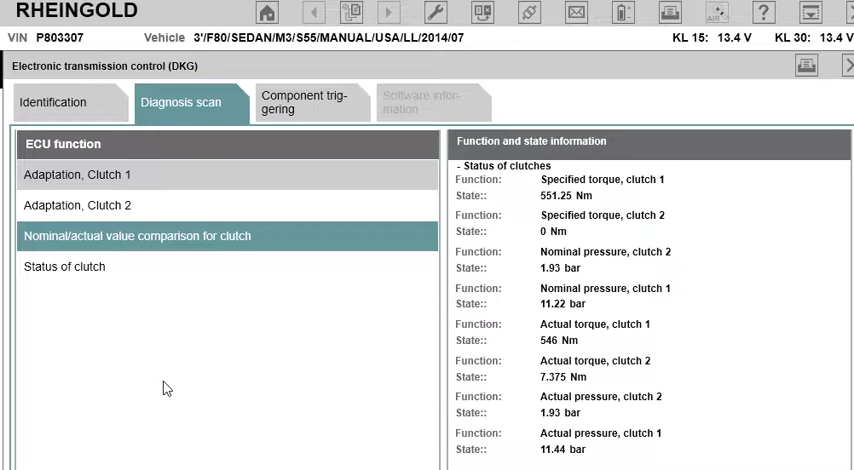 RHEINGOLD
VIN P803307 Vehicle 3'/F80/SEDAN/M3/S55/MANUAL/USA/LL/2014/07 KL 15: 13.4 V KL 30: 13.4 V
Electronic transmission control (DKG)
Identification
Diagnosis scan
Component trig-
gering
Software infor-
mation
ECU function
Adaptation, Clutch 1
Adaptation, Clutch 2
Nominal/actual value comparison for clutch
Status of clutch
Function and state information
- Status of clutches
Function: Specified torque, clutch 1
State:: 551.25 Nm
Function: Specified torque, clutch 2
State:: 0 Nm
Function: Nominal pressure, clutch 2
State:: 1.93 bar
Function: Nominal pressure, clutch 1
State:: 11.22 bar
Function: Actual torque, clutch 1
State:: 546 Nm
Function: Actual torque, clutch 2
State:: 7.375 Nm
Function: Actual pressure, clutch 2
State:: 1.93 bar
Function: Actual pressure, clutch 1
State:: 11.44 bar